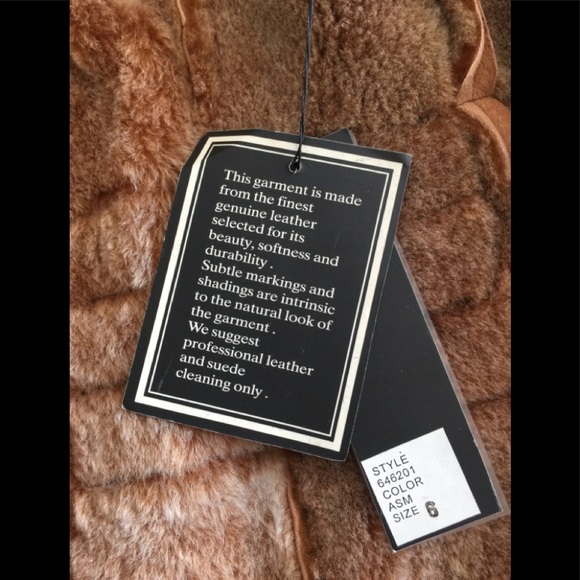 This garment is made
from the finest
genuine leather
selected for its
beauty, softness and
durability .
Subtle markings and
shadings are intrinsic
to the natural look of
the garment .
We suggest
professional leather
and suede
cleaning only .
STYLE
646201
COLOR
ASM
SIZE 6